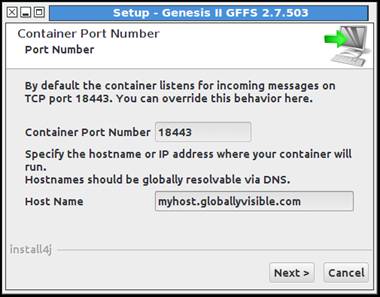 Setup - Genesis II GFFS 2.7.503
Container Port Number
Port Number
By default the container listens for incoming messages on
TCP port 18443. You can override this behavior here.
Container Port Number 18443
Specify the hostname or IP address where your container will
run.
Hostnames should be globally resolvable via DNS.
Host Name myhost.globallyvisible.com
install4j
Next > Cancel